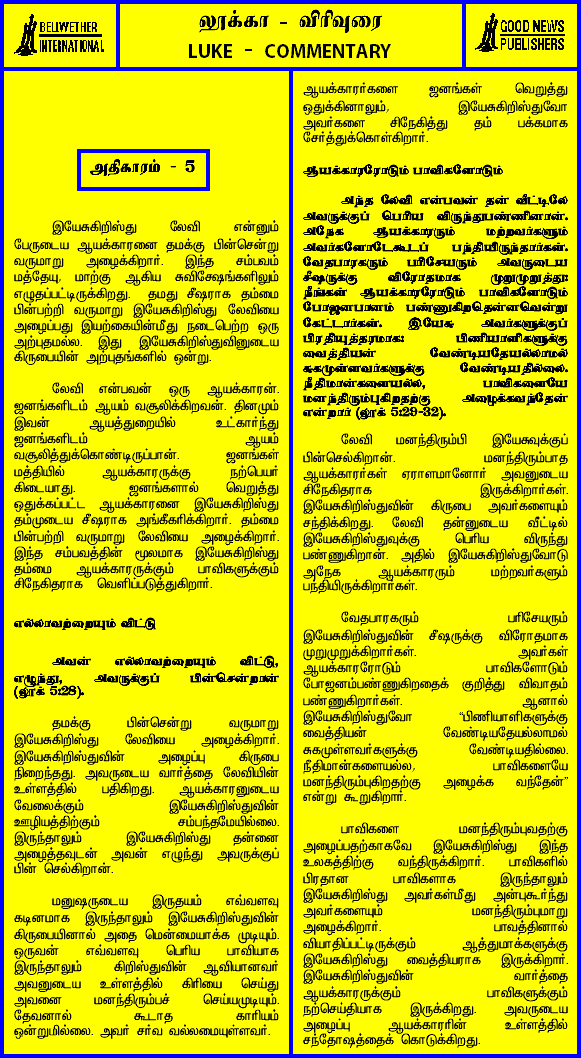 BELLWETHER
INTERNATIONAL
லூக்கா - விரிவுரை
LUKE - COMMENTARY
GOOD NEWS
PUBLISHERS
அதிகாரம் - 5
இயேசுகிறிஸ்து லேவி என்னும்
பேருடைய ஆயக்காரனை தமக்கு பின்சென்று
வருமாறு அழைக்கிறார். இந்த சம்பவம்
மத்தேயு, மாற்கு ஆகிய சுவிசேஷங்களிலும்
எழுதப்பட்டிருக்கிறது. தமது சீஷராக தம்மை
பின்பற்றி வருமாறு இயேசுகிறிஸ்து லேவியை
அழைப்பது இயற்கையின்மீது நடைபெற்ற ஒரு
அற்புதமல்ல. இது இயேசுகிறிஸ்துவினுடைய
கிருபையின் அற்புதங்களில் ஒன்று.
லேவி என்பவன் ஒரு ஆயக்காரன்.
ஜனங்களிடம் ஆயம் வசூலிக்கிறவன். தினமும்
இவன் ஆயத்துறையில் உட்கார்ந்து
ஜனங்களிடம் ஆயம்
வசூலித்துக்கொண்டிருப்பான். ஜனங்கள்
மத்தியில் ஆயக்காரருக்கு நற்பெயர்
கிடையாது. ஜனங்களால் வெறுத்து
ஒதுக்கப்பட்ட ஆயக்காரனை இயேசுகிறிஸ்து
தம்முடைய சீஷராக அங்கீகரிக்கிறார். தம்மை
பின்பற்றி வருமாறு லேவியை அழைக்கிறார்.
இந்த சம்பவத்தின் மூலமாக இயேசுகிறிஸ்து
தம்மை ஆயக்காரருக்கும் பாவிகளுக்கும்
சிநேகிதராக வெளிப்படுத்துகிறார்.
எல்லாவற்றையும் விட்டு
அவன் எல்லாவற்றையும் விட்டு,
எழுந்து, அவருக்குப் பின்சென்றான்
(லூக் 5:28).
தமக்கு பின்சென்று வருமாறு
இயேசுகிறிஸ்து லேவியை அழைக்கிறார்.
இயேசுகிறிஸ்துவின் அழைப்பு கிருபை
நிறைந்தது. அவருடைய வார்த்தை லேவியின்
உள்ளத்தில் பதிகிறது. ஆயக்காரனுடைய
வேலைக்கும் இயேசுகிறிஸ்துவின்
ஊழியத்திற்கும் சம்பந்தமேயில்லை.
இருந்தாலும் இயேசுகிறிஸ்து தன்னை
அழைத்தவுடன் அவன் எழுந்து அவருக்குப்
பின் செல்கிறான்.
மனுஷருடைய இருதயம் எவ்வளவு
கடினமாக இருந்தாலும் இயேசுகிறிஸ்துவின்
கிருபையினால் அதை மென்மையாக்க முடியும்.
ஒருவன் எவ்வளவு பெரிய பாவியாக
இருந்தாலும் கிறிஸ்துவின் ஆவியானவர்
அவனுடைய உள்ளத்தில் கிரியை செய்து
அவனை மனந்திரும்பச் செய்யமுடியும்.
தேவனால் கூடாத காரியம்
ஒன்றுமில்லை. அவர் சர்வ வல்லமையுள்ளவர்.
ஆயக்காரர்களை ஜனங்கள் வெறுத்து
ஒதுக்கினாலும், இயேசுகிறிஸ்துவோ
அவர்களை சிநேகித்து தம் பக்கமாக
சேர்த்துக்கொள்கிறார்.
ஆயக்காரரோடும் பாவிகளோடும்
அந்த லேவி என்பவன் தன் வீட்டிலே
அவருக்குப் பெரிய விருந்துபண்ணினான்.
அநேக ஆயக்காரரும் மற்றவர்களும்
அவர்களோடேகூடப் பந்தியிருந்தார்கள்.
வேதபாரகரும் பரிசேயரும் அவருடைய
சீஷருக்கு விரோதமாக முறுமுறுத்து:
நீங்கள் ஆயக்காரரோடும் பாவிகளோடும்
போஜனபானம் பண்ணுகிறதென்னவென்று
கேட்டார்கள். இயேசு அவர்களுக்குப்
பிரதியுத்தரமாக: பிணியாளிகளுக்கு
வைத்தியன் வேண்டியதேயல்லாமல்
சுகமுள்ளவர்களுக்கு வேண்டியதில்லை.
நீதிமான்களையல்ல, பாவிகளையே
மனந்திரும்புகிறதற்கு அழைக்கவந்தேன்
என்றார் (லூக் 5:29-32).
லேவி மனந்திரும்பி இயேசுவுக்குப்
பின்செல்கிறான். மனந்திரும்பாத
ஆயக்காரர்கள் ஏராளமானோர் அவனுடைய
சிநேகிதராக இருக்கிறார்கள்.
இயேசுகிறிஸ்துவின் கிருபை அவர்களையும்
சந்திக்கிறது. லேவி தன்னுடைய வீட்டில்
இயேசுகிறிஸ்துவுக்கு பெரிய விருந்து
பண்ணுகிறான். அதில் இயேசுகிறிஸ்துவோடு
அநேக ஆயக்காரரும் மற்றவர்களும்
பந்தியிருக்கிறார்கள்.
வேதபாரகரும் பரிசேயரும்
இயேசுகிறிஸ்துவின் சீஷருக்கு விரோதமாக
முறுமுறுக்கிறார்கள். அவர்கள்
ஆயக்காரரோடும் பாவிகளோடும்
போஜனம்பண்ணுகிறதைக் குறித்து விவாதம்
பண்ணுகிறார்கள். ஆனால்
இயேசுகிறிஸ்துவோ “பிணியாளிகளுக்கு
வைத்தியன் வேண்டியதேயல்லாமல்
சுகமுள்ளவர்களுக்கு வேண்டியதில்லை.
நீதிமான்களையல்ல, பாவிகளையே
மனந்திரும்புகிறதற்கு அழைக்க வந்தேன்”
என்று கூறுகிறார்.
பாவிகளை மனந்திரும்புவதற்கு
அழைப்பதற்காகவே இயேசுகிறிஸ்து இந்த
உலகத்திற்கு வந்திருக்கிறார். பாவிகளில்
பிரதான பாவிகளாக இருந்தாலும்
இயேசுகிறிஸ்து அவர்கள்மீது அன்புகூர்ந்து
அவர்களையும் மனந்திரும்புமாறு
அழைக்கிறார். பாவத்தினால்
வியாதிப்பட்டிருக்கும் ஆத்துமாக்களுக்கு
இயேசுகிறிஸ்து வைத்தியராக இருக்கிறார்.
இயேசுகிறிஸ்துவின் வார்த்தை
ஆயக்காரருக்கும் பாவிகளுக்கும்
நற்செய்தியாக இருக்கிறது. அவருடைய
அழைப்பு ஆயக்காரரின் உள்ளத்தில்
சந்தோஷத்தைக் கொடுக்கிறது.